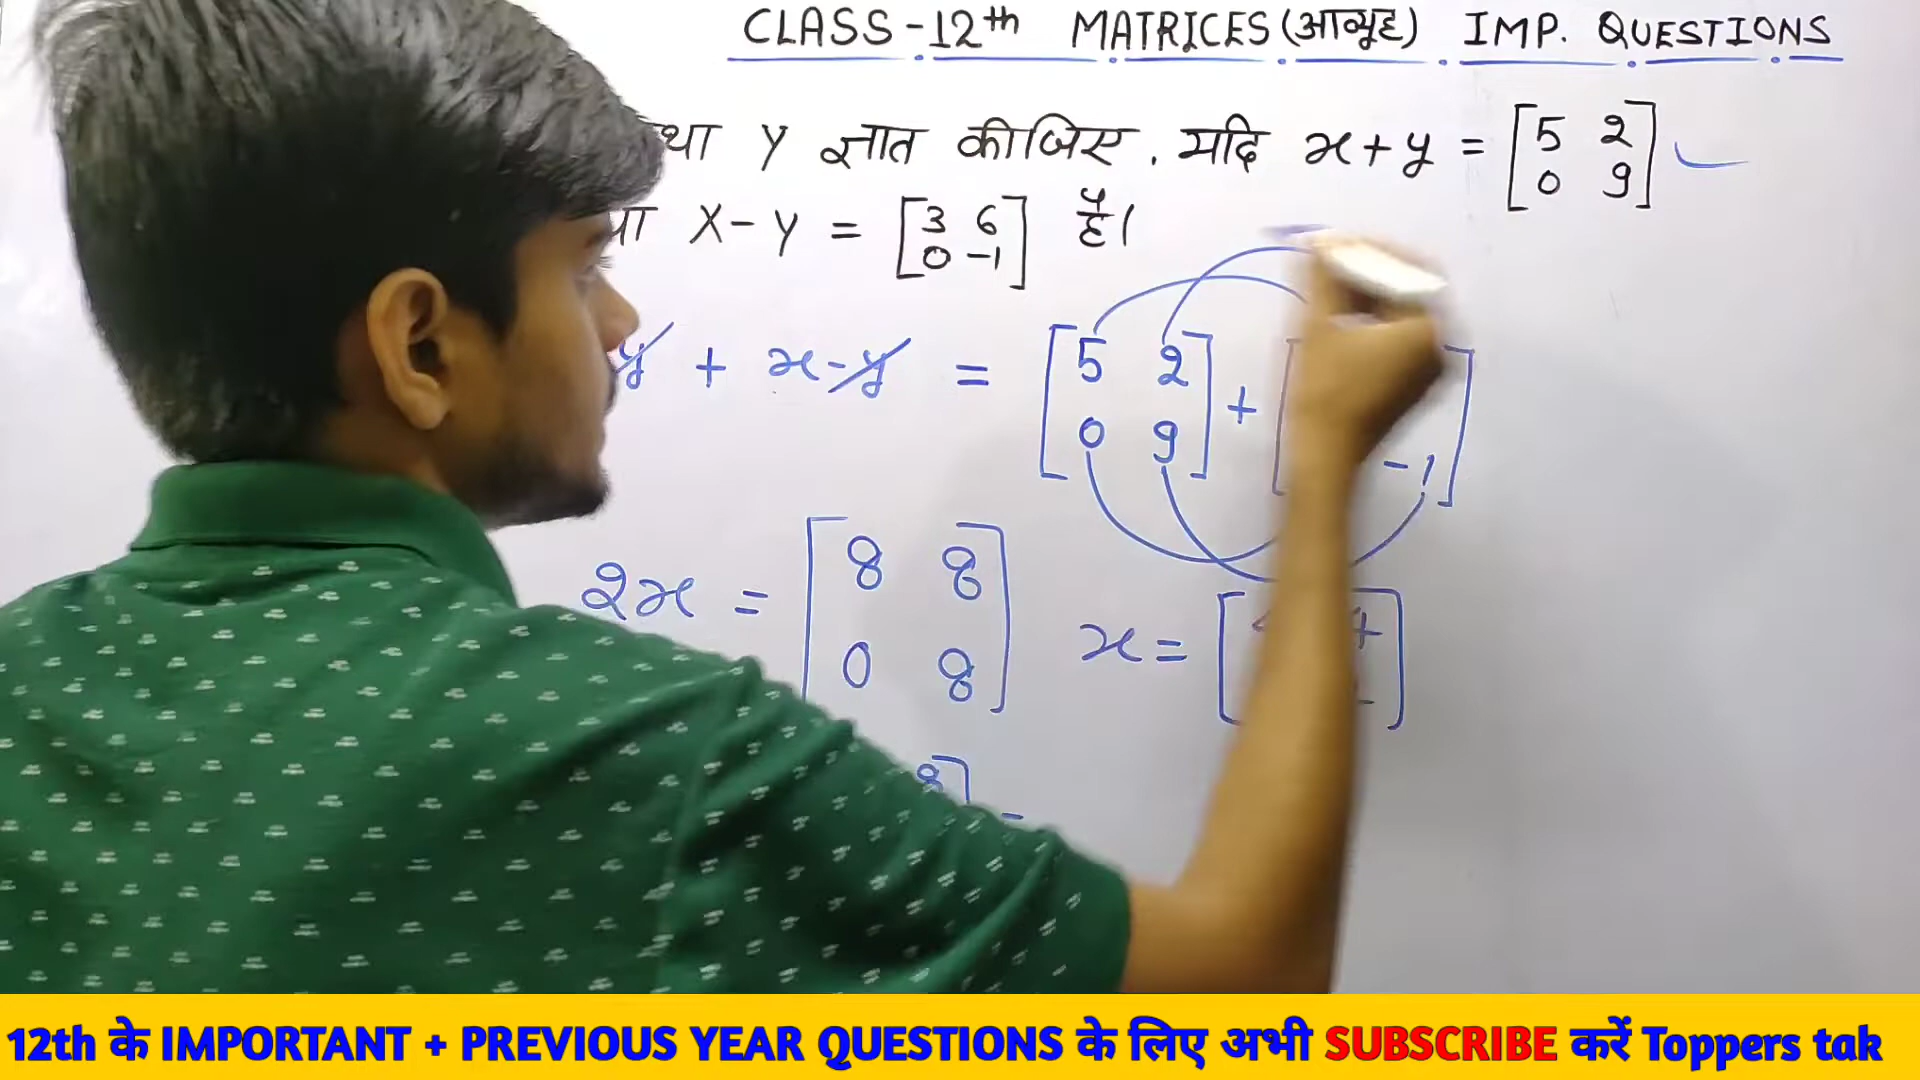 CLASS-12th MATRICES (आव्यूह) IMP. QUESTIONS
था Y ज्ञात कीजिए. यदि x+y = [5 2
0 9]
X-Y = [3 6
0 -1] है।
y + x-y = [5 2
0 9] + [
-1]
2x = [8 8
0 8]
x = [
]
8] =
12th के IMPORTANT + PREVIOUS YEAR QUESTIONS के लिए अभी SUBSCRIBE करें Toppers tak